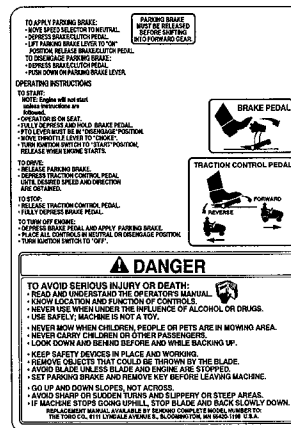 TO APPLY PARKING BRAKE:
• MOVE SPEED SELECTOR TO NEUTRAL.
• DEPRESS BRAKE/CLUTCH PEDAL.
• LIFT PARKING BRAKE LEVER TO "ON"
POSITION, RELEASE BRAKE/CLUTCH PEDAL.
TO DISENGAGE PARKING BRAKE:
• DEPRESS BRAKE/CLUTCH PEDAL.
• PUSH DOWN ON PARKING BRAKE LEVER.
PARKING BRAKE
MUST BE RELEASED
BEFORE SHIFTING
INTO FORWARD GEAR.
OPERATING INSTRUCTIONS
TO START:
NOTE: Engine will not start
unless instructions are
followed.
• OPERATOR IS ON SEAT.
• FULLY DEPRESS AND HOLD BRAKE PEDAL.
• PTO LEVER MUST BE IN "DISENGAGE" POSITION.
• MOVE THROTTLE LEVER TO "CHOKE".
• TURN IGNITION SWITCH TO "START" POSITION,
RELEASE WHEN ENGINE STARTS.
BRAKE PEDAL
TO DRIVE:
• RELEASE PARKING BRAKE.
• DEPRESS TRACTION CONTROL PEDAL
UNTIL DESIRED SPEED AND DIRECTION
ARE OBTAINED.
TO STOP:
• RELEASE TRACTION CONTROL PEDAL.
• FULLY DEPRESS BRAKE PEDAL.
TO TURN OFF ENGINE:
• DEPRESS BRAKE PEDAL AND APPLY PARKING BRAKE.
• PLACE ALL CONTROLS IN NEUTRAL OR DISENGAGE POSITION.
• TURN IGNITION SWITCH TO "OFF".
TRACTION CONTROL PEDAL
FORWARD
REVERSE
DANGER
TO AVOID SERIOUS INJURY OR DEATH:
• READ AND UNDERSTAND THE OPERATOR'S MANUAL.
• KNOW LOCATION AND FUNCTION OF CONTROLS.
• NEVER USE WHEN UNDER THE INFLUENCE OF ALCOHOL OR DRUGS.
• USE SAFELY; MACHINE IS NOT A TOY.
• NEVER MOW WHEN CHILDREN, PEOPLE OR PETS ARE IN MOWING AREA.
• NEVER CARRY CHILDREN OR OTHER PASSENGERS.
• LOOK DOWN AND BEHIND BEFORE AND WHILE BACKING UP.
• KEEP SAFETY DEVICES IN PLACE AND WORKING.
• REMOVE OBJECTS THAT COULD BE THROWN BY THE BLADE.
• AVOID BLADE UNLESS BLADE AND ENGINE ARE STOPPED.
• SET PARKING BRAKE AND REMOVE KEY BEFORE LEAVING MACHINE.
• GO UP AND DOWN SLOPES, NOT ACROSS.
• AVOID SHARP OR SUDDEN TURNS AND SLIPPERY OR STEEP AREAS.
• IF MACHINE STOPS GOING UPHILL, STOP BLADE AND BACK SLOWLY DOWN.
REPLACEMENT MANUAL AVAILABLE BY SENDING COMPLETE MODEL NUMBER TO:
THE TORO CO., 8111 LYNDALE AVENUE S., BLOOMINGTON, MN 55420-1196 U.S.A.